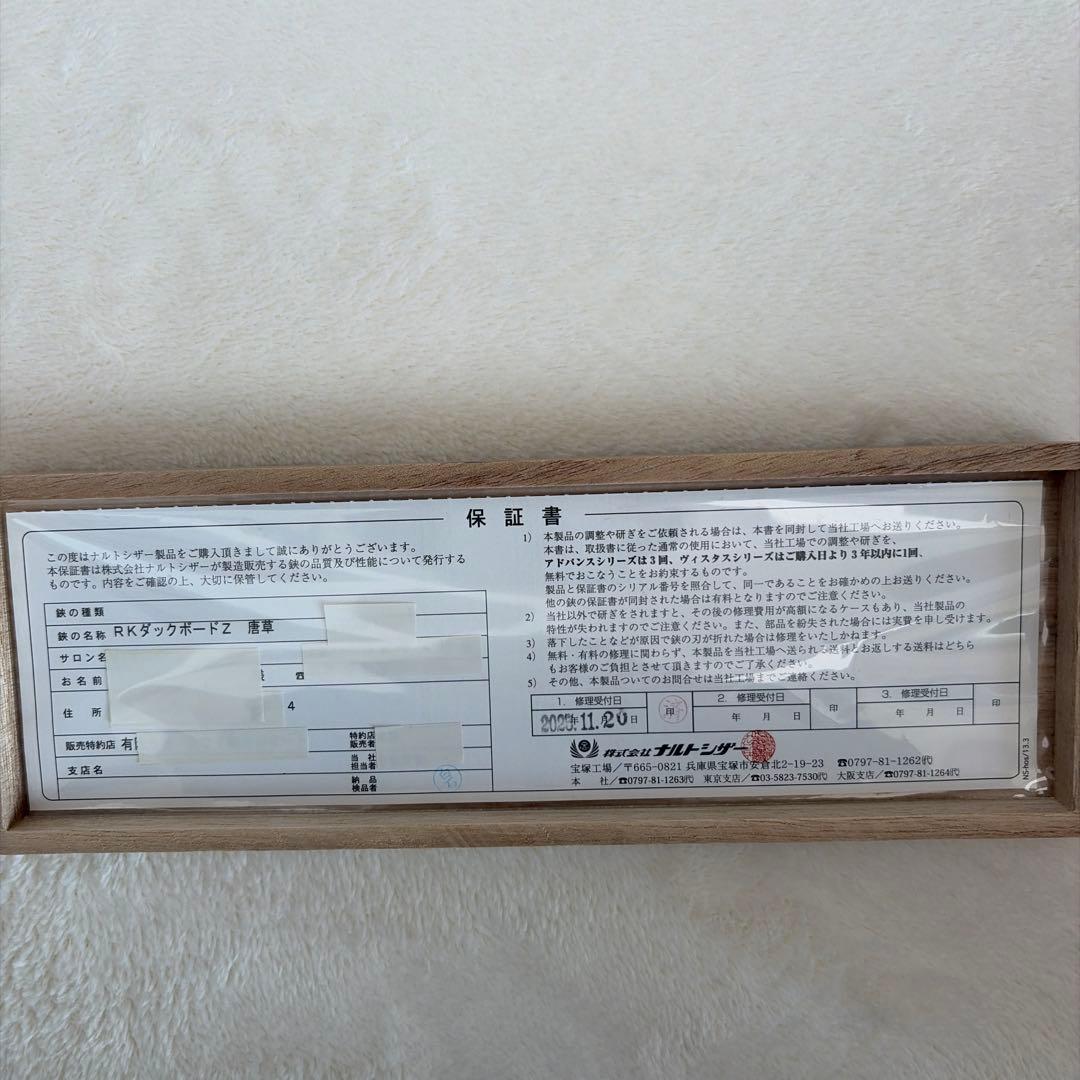 保証書
この度はナルトシザー製品をご購入頂きまして誠にありがとうございます。
本保証書は株式会社ナルトシザーが製造販売する鋏の品質及び性能について発行する
ものです。内容をご確認の上、大切に保管してください。
鋏の種類
鋏の名称 RKダックボードZ 唐草
サロン名
お名前 ☎
住所 4
販売特約店 有 特約店販売者
支店名 当社担当者
納品検品者
1) 本製品の調整や研ぎをご依頼される場合は、本書を同封して当社工場へお送りください。
本書は、取扱書に従った通常の使用において、当社工場での調整や研ぎを、
アドバンスシリーズは3回、ヴィスタスシリーズはご購入日より3年以内に1回、
無料でおこなうことをお約束するものです。
製品と保証書のシリアル番号を照合して、同一であることをお確かめの上お送りください。
他の鋏の保証書が同封された場合は有料となりますのでご注意ください。
2) 当社以外で研ぎをされますと、その後の修理費用が高額になるケースもあり、当社製品の
特性が失われますのでご注意ください。また、部品を紛失された場合には実費を申し受けます。
3) 落下したことなどが原因で鋏の刃が折れた場合は修理をいたしかねます。
4) 無料・有料の修理に関わらず、本製品を当社工場へ送られる送料とお返しする送料はどちら
もお客様のご負担とさせて頂きますのでご了承ください。
5) その他、本製品についてのお問合せは当社工場までご連絡ください。
1. 修理受付日 2. 修理受付日 3. 修理受付日
2025年11月20日 印 年 月 日 印 年 月 日 印
株式会社ナルトシザー
宝塚工場/〒665-0821 兵庫県宝塚市安倉北2-19-23 ☎0797-81-1262㈹
本 社/☎0797-81-1263㈹ 東京支店/☎03-5823-7530㈹ 大阪支店/☎0797-81-1264㈹
NS-hos/13.3